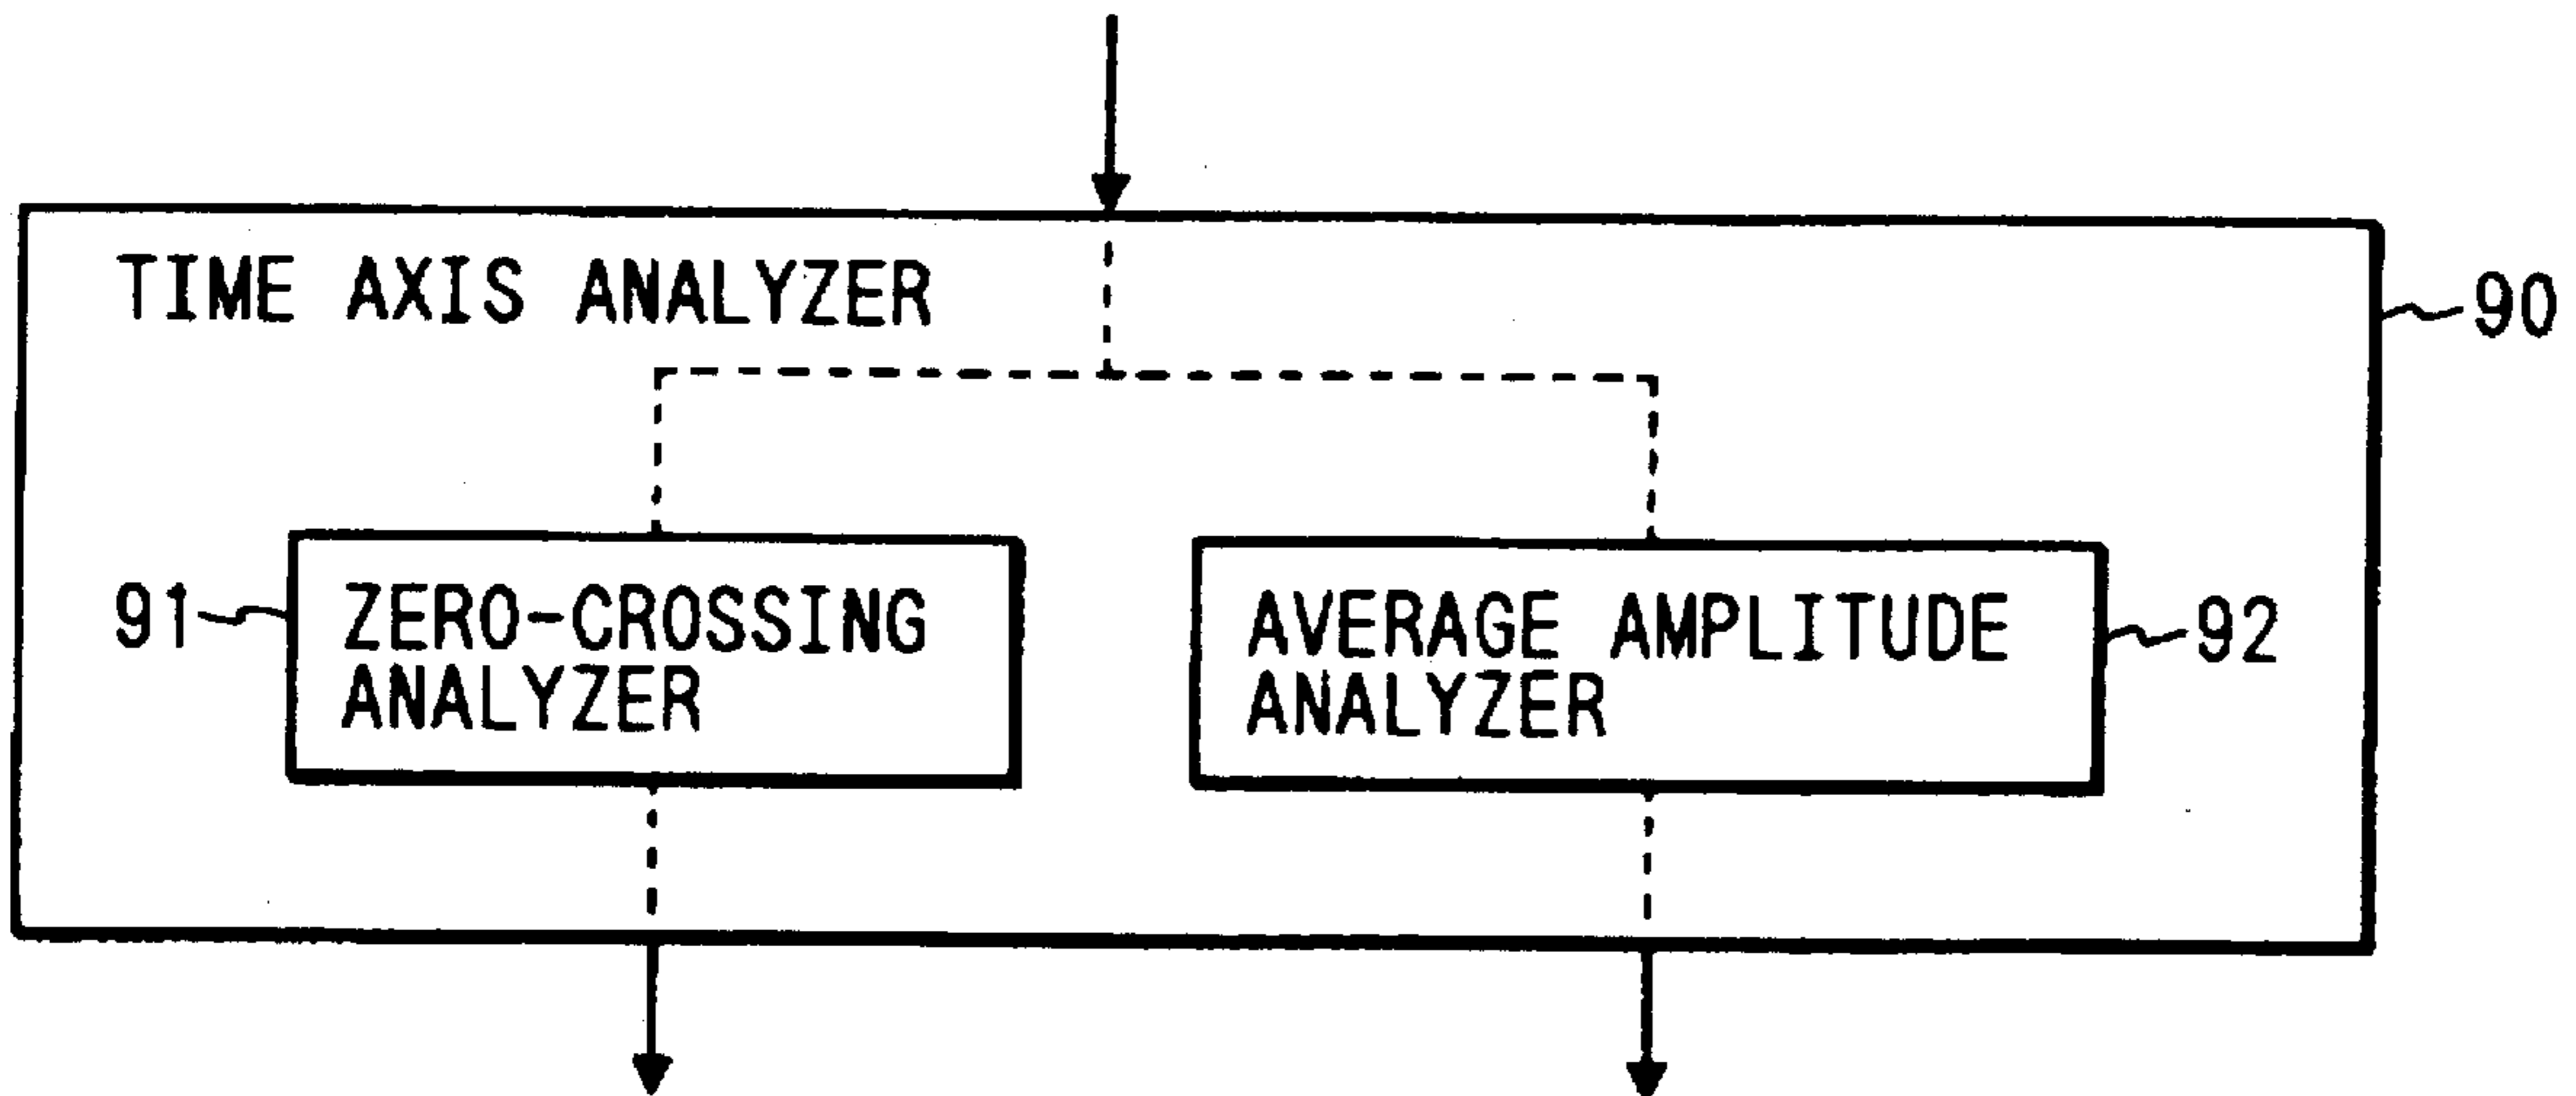 TIME AXIS ANALYZER
90
91
ZERO-CROSSING
ANALYZER
AVERAGE AMPLITUDE
ANALYZER
92